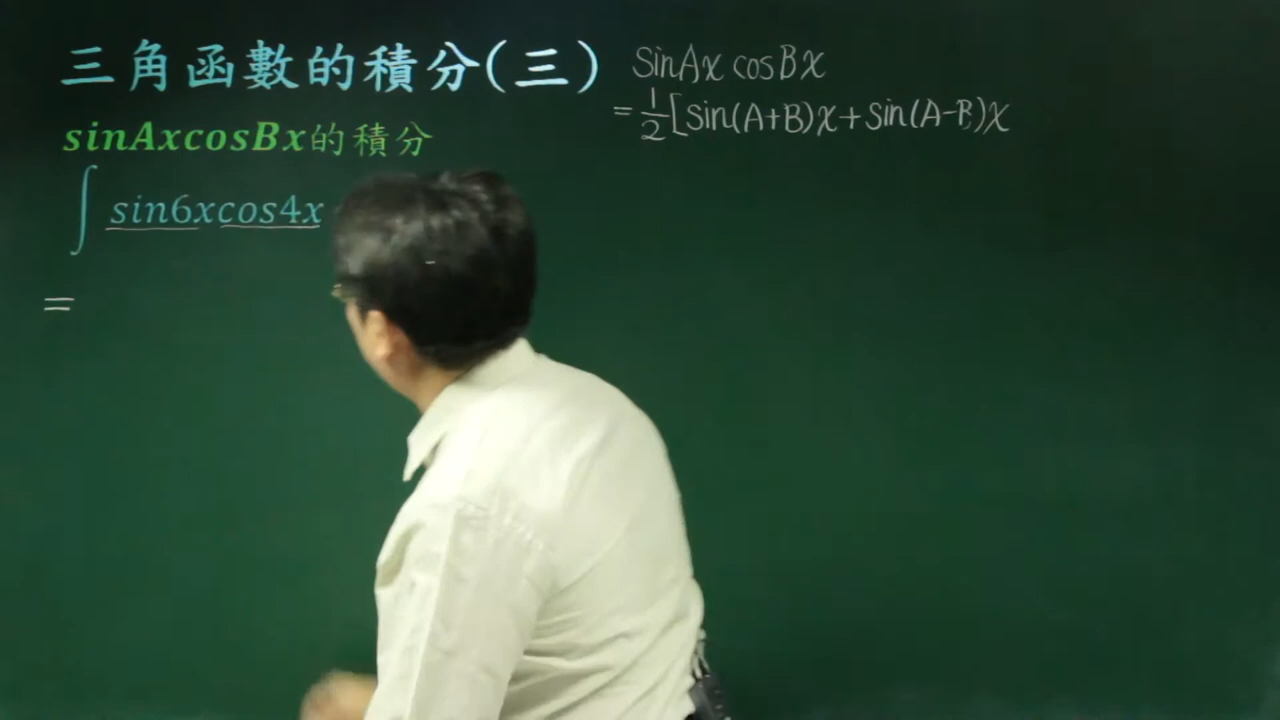 三角函數的積分(三)
sinAxcosBx的積分
∫ sin6xcos4x
=
sinAx cosBx
= 1/2 [sin(A+B)x + sin(A-B)x